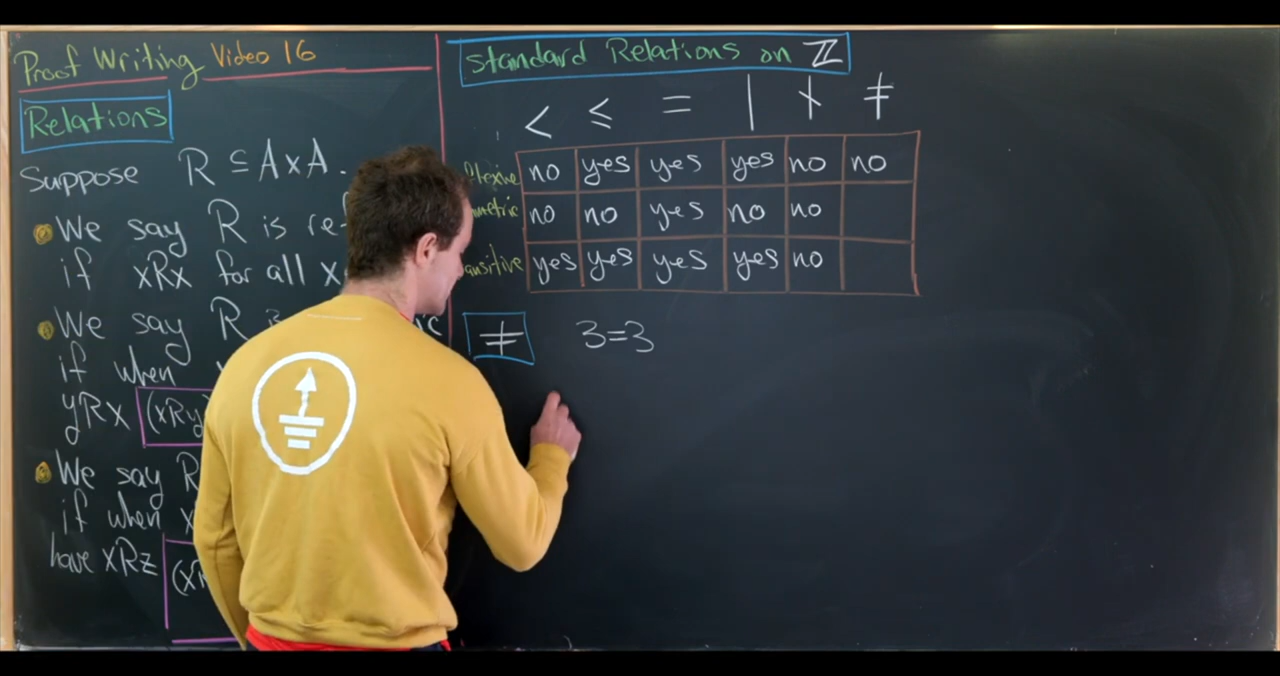 Proof Writing Video 16
Relations
Suppose R ⊆ A×A.
We say R is re
if xRx for all x
We say R
if when
yRx (xRy
We say R
if when x
have xRz (xR
Standard Relations on ℤ
< ≤ = | ∤ ≠
no yes yes yes no no
no no yes no no
yes yes yes yes no
≠ 3=3